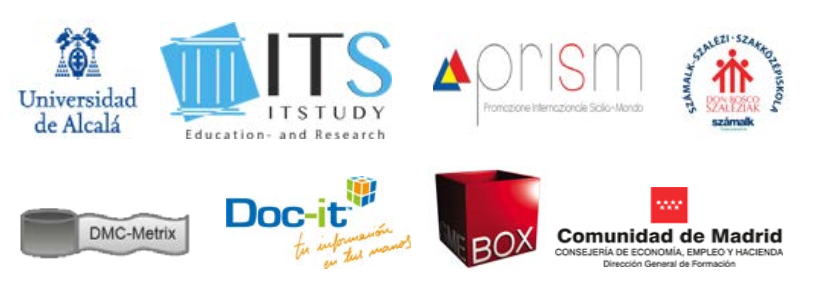 Universidad
de Alcalá
ITS
ITSTUDY
Education- and Research
PRISM
Promozione Internazionale Sicilia-Mondo
SZÁMALK-SZALÉZI-SZAKKÖZÉPISKOLA
DON BOSCO
SZALÉZIAK
számalk
DMC-Metrix
Doc-it
tu información
en tus manos
BOX
Comunidad de Madrid
CONSEJERÍA DE ECONOMÍA, EMPLEO Y HACIENDA
Dirección General de Formación